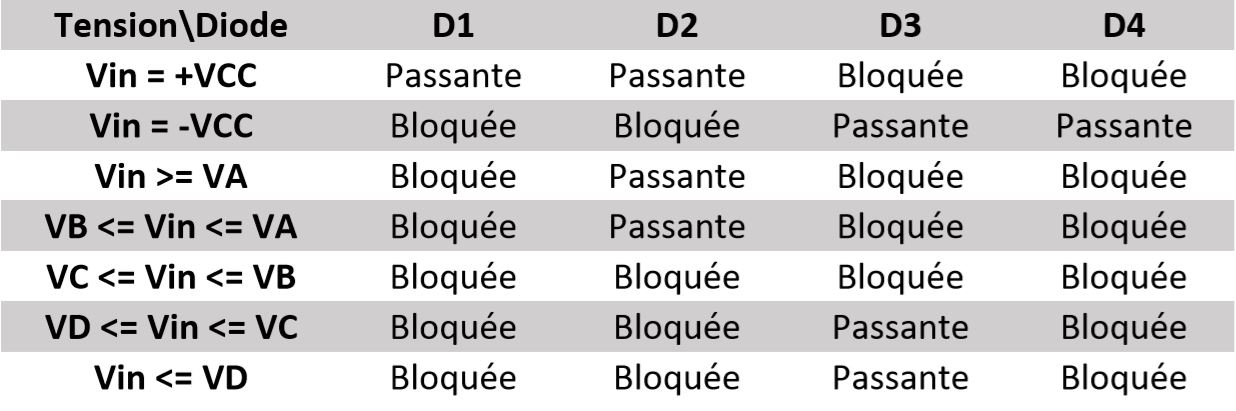 Tension\Diode D1 D2 D3 D4
Vin = +VCC Passante Passante Bloquée Bloquée
Vin = -VCC Bloquée Bloquée Passante Passante
Vin >= VA Bloquée Passante Bloquée Bloquée
VB <= Vin <= VA Bloquée Passante Bloquée Bloquée
VC <= Vin <= VB Bloquée Bloquée Bloquée Bloquée
VD <= Vin <= VC Bloquée Bloquée Passante Bloquée
Vin <= VD Bloquée Bloquée Passante Bloquée